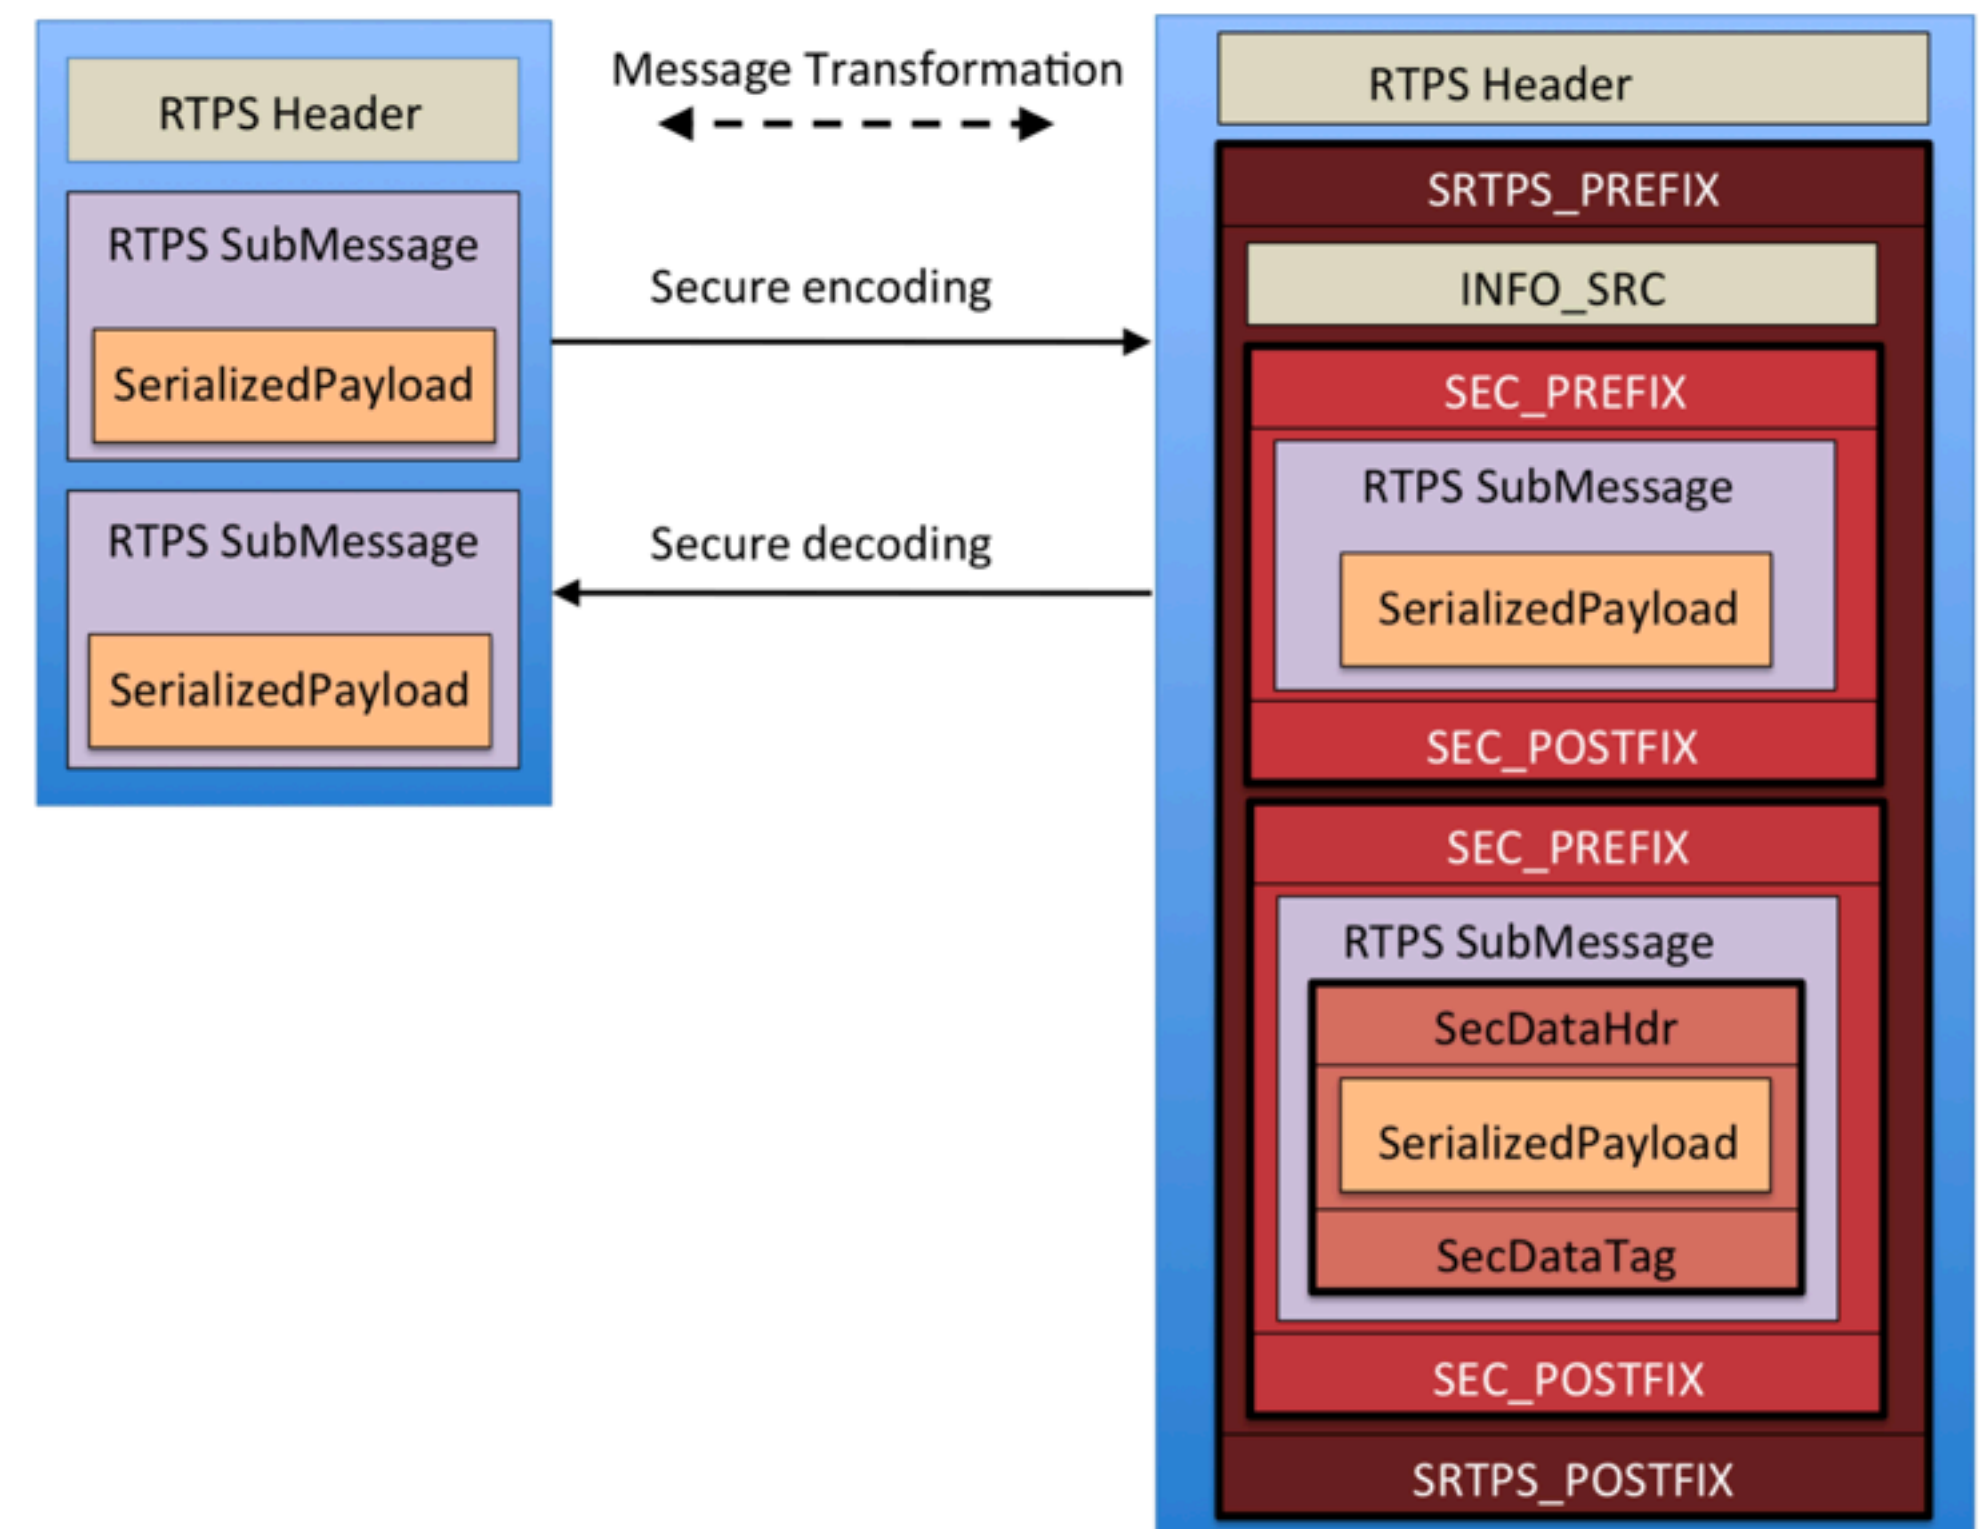 RTPS Header
RTPS SubMessage
SerializedPayload
RTPS SubMessage
SerializedPayload
Message Transformation
Secure encoding
Secure decoding
RTPS Header
SRTPS_PREFIX
INFO_SRC
SEC_PREFIX
RTPS SubMessage
SerializedPayload
SEC_POSTFIX
SEC_PREFIX
RTPS SubMessage
SecDataHdr
SerializedPayload
SecDataTag
SEC_POSTFIX
SRTPS_POSTFIX